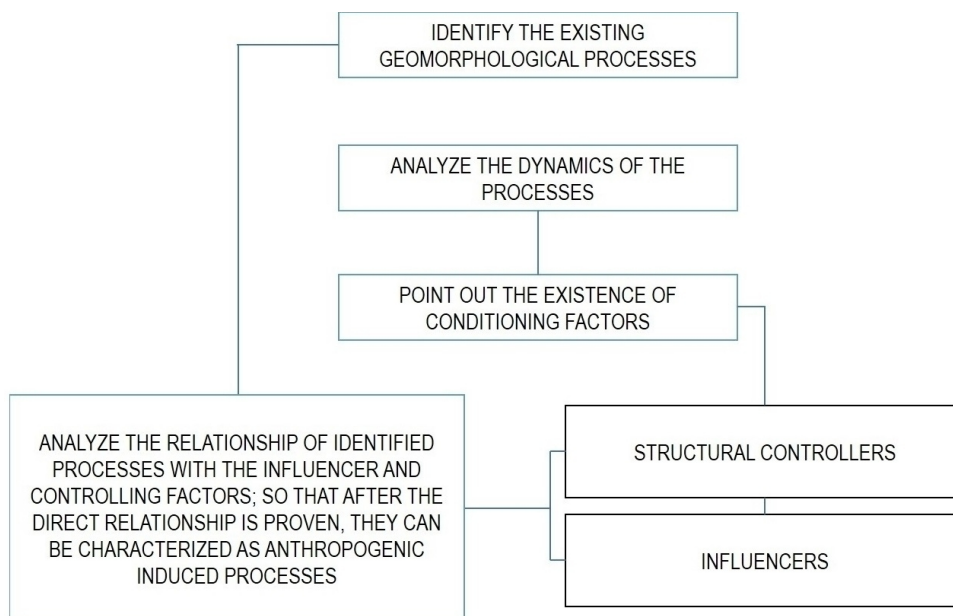 IDENTIFY THE EXISTING
GEOMORPHOLOGICAL PROCESSES
ANALYZE THE DYNAMICS OF THE
PROCESSES
POINT OUT THE EXISTENCE OF
CONDITIONING FACTORS
ANALYZE THE RELATIONSHIP OF IDENTIFIED
PROCESSES WITH THE INFLUENCER AND
CONTROLLING FACTORS; SO THAT AFTER THE
DIRECT RELATIONSHIP IS PROVEN, THEY CAN
BE CHARACTERIZED AS ANTHROPOGENIC
INDUCED PROCESSES
STRUCTURAL CONTROLLERS
INFLUENCERS